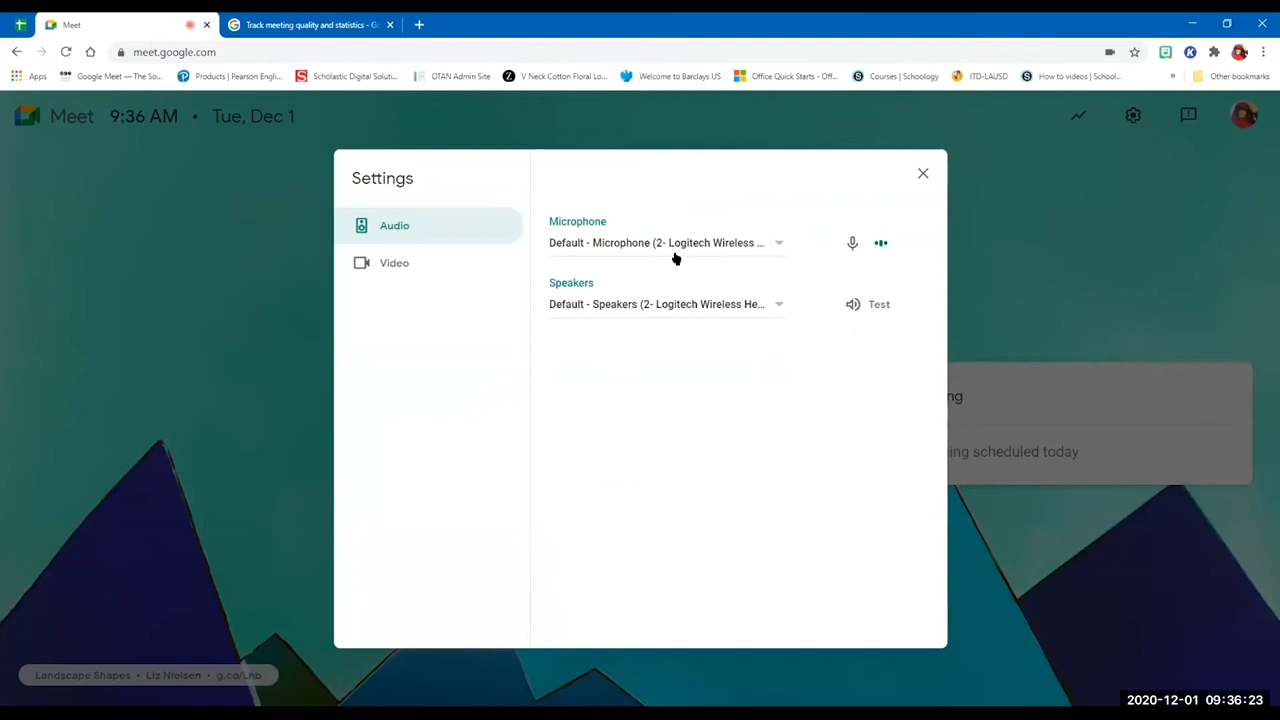 Meet
Track meeting quality and statistics - G
meet.google.com
Apps
Google Meet — The So...
Products | Pearson Engli...
Scholastic Digital Soluti...
OTAN Admin Site
V Neck Cotton Floral Lo...
Welcome to Barclays US
Office Quick Starts - Off...
Courses | Schoology
ITD-LAUSD
How to videos | School...
»
Other bookmarks
Meet 9:36 AM • Tue, Dec 1
Settings
Audio
Video
Microphone
Default - Microphone (2- Logitech Wireless ...
Speakers
Default - Speakers (2- Logitech Wireless He...
Test
ng
ing scheduled today
Landscape Shapes • Liz Nielsen • g.co/Lnb
2020-12-01 09:36:23